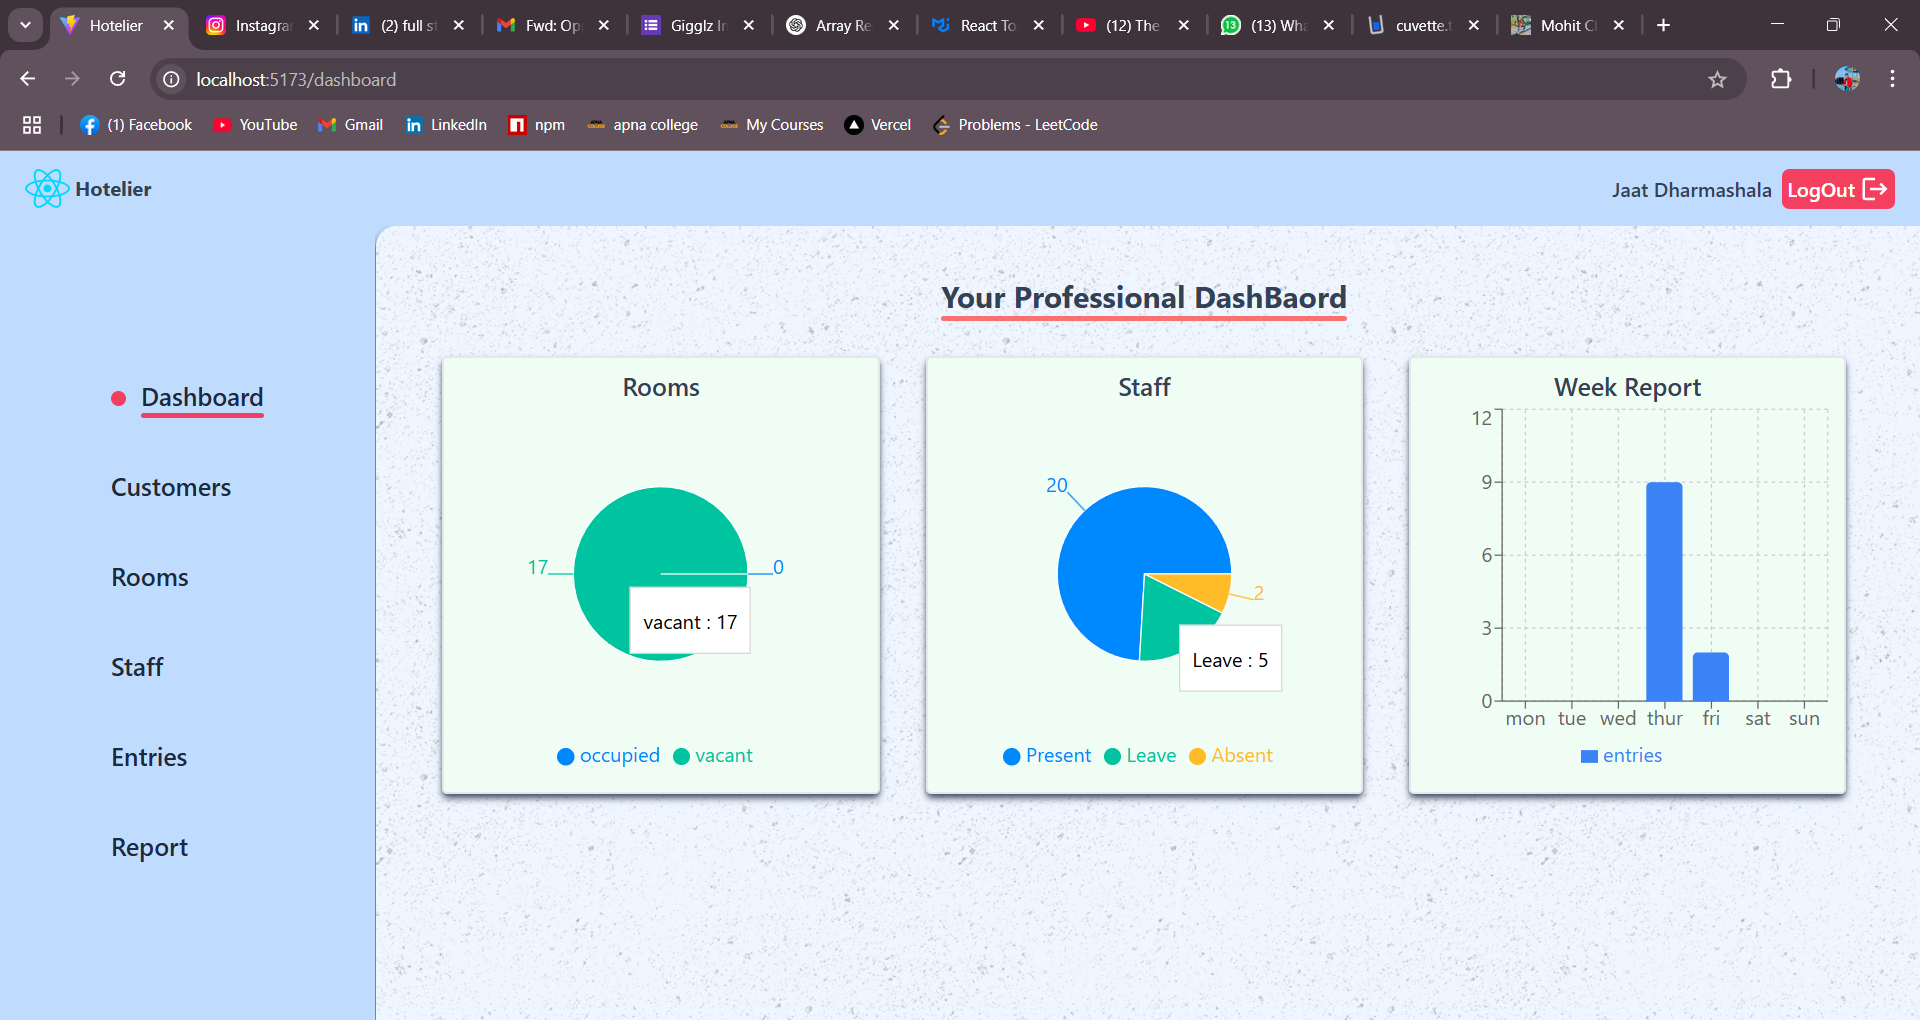 Hotelier
Instagra
(2) full st
Fwd: Op
Gigglz In
Array Re
React To
(12) The
13 (13) Wha
cuvette.t
Mohit C
localhost:5173/dashboard
(1) Facebook
YouTube
Gmail
LinkedIn
npm
apna college
My Courses
Vercel
Problems - LeetCode
Hotelier
Jaat Dharmashala
LogOut
Dashboard
Customers
Rooms
Staff
Entries
Report
Your Professional DashBaord
Rooms
17
0
vacant : 17
occupied vacant
Staff
20
2
Leave : 5
Present Leave Absent
Week Report
12
9
6
3
0
mon tue wed thur fri sat sun
entries